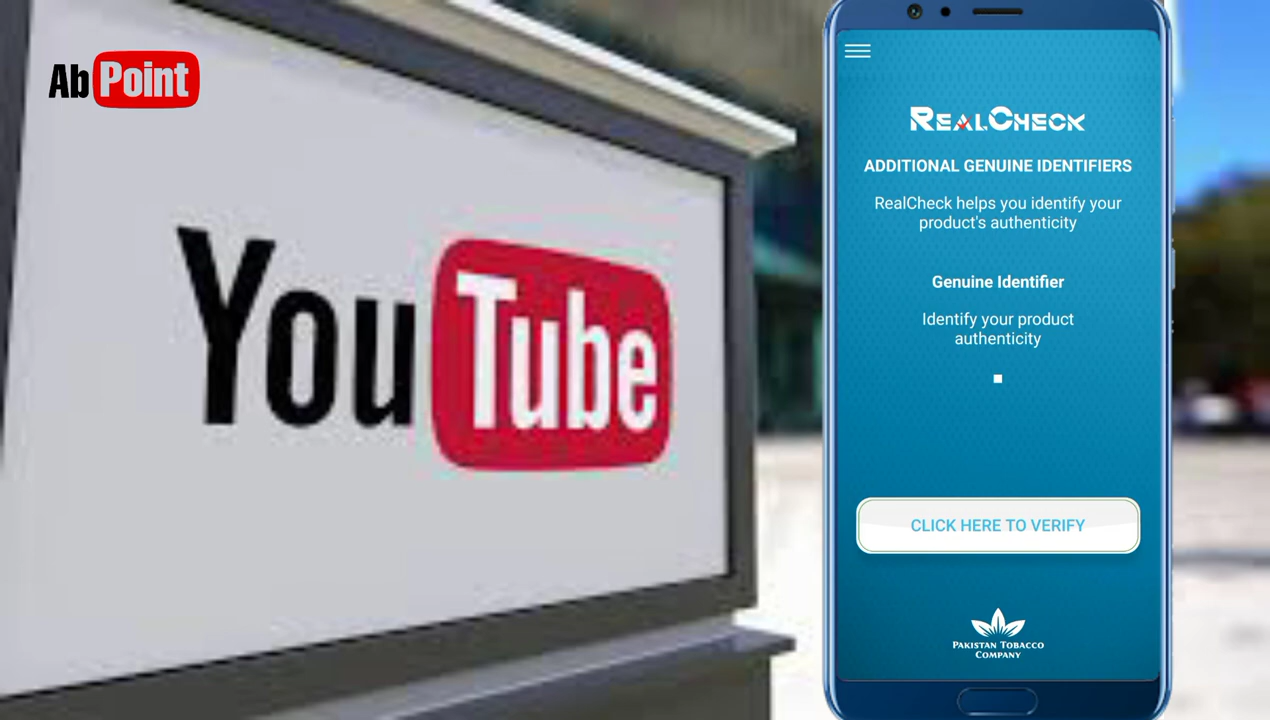 Ab Point
YouTube
REALCHECK
ADDITIONAL GENUINE IDENTIFIERS
RealCheck helps you identify your
product's authenticity
Genuine Identifier
Identify your product
authenticity
CLICK HERE TO VERIFY
PAKISTAN TOBACCO
COMPANY